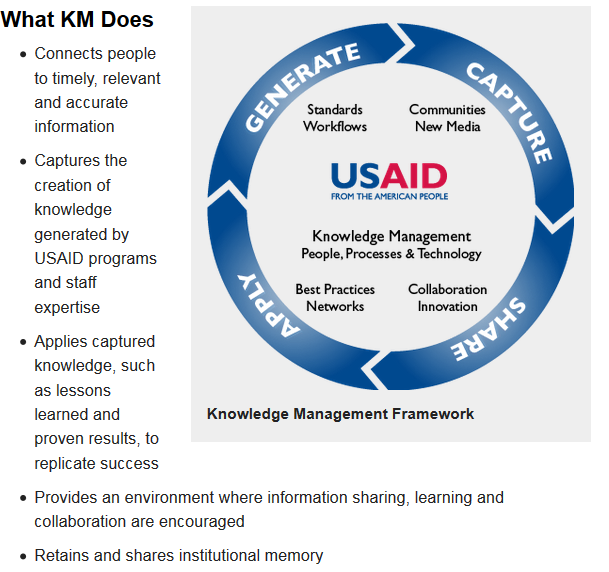 What KM Does
• Connects people
to timely, relevant
and accurate
information
• Captures the
creation of
knowledge
generated by
USAID programs
and staff
expertise
• Applies captured
knowledge, such
as lessons
learned and
proven results, to
replicate success
• Provides an environment where information sharing, learning and
collaboration are encouraged
• Retains and shares institutional memory
GENERATE
CAPTURE
SHARE
APPLY
Standards
Workflows
Communities
New Media
USAID
FROM THE AMERICAN PEOPLE
Knowledge Management
People, Processes & Technology
Best Practices
Networks
Collaboration
Innovation
Knowledge Management Framework